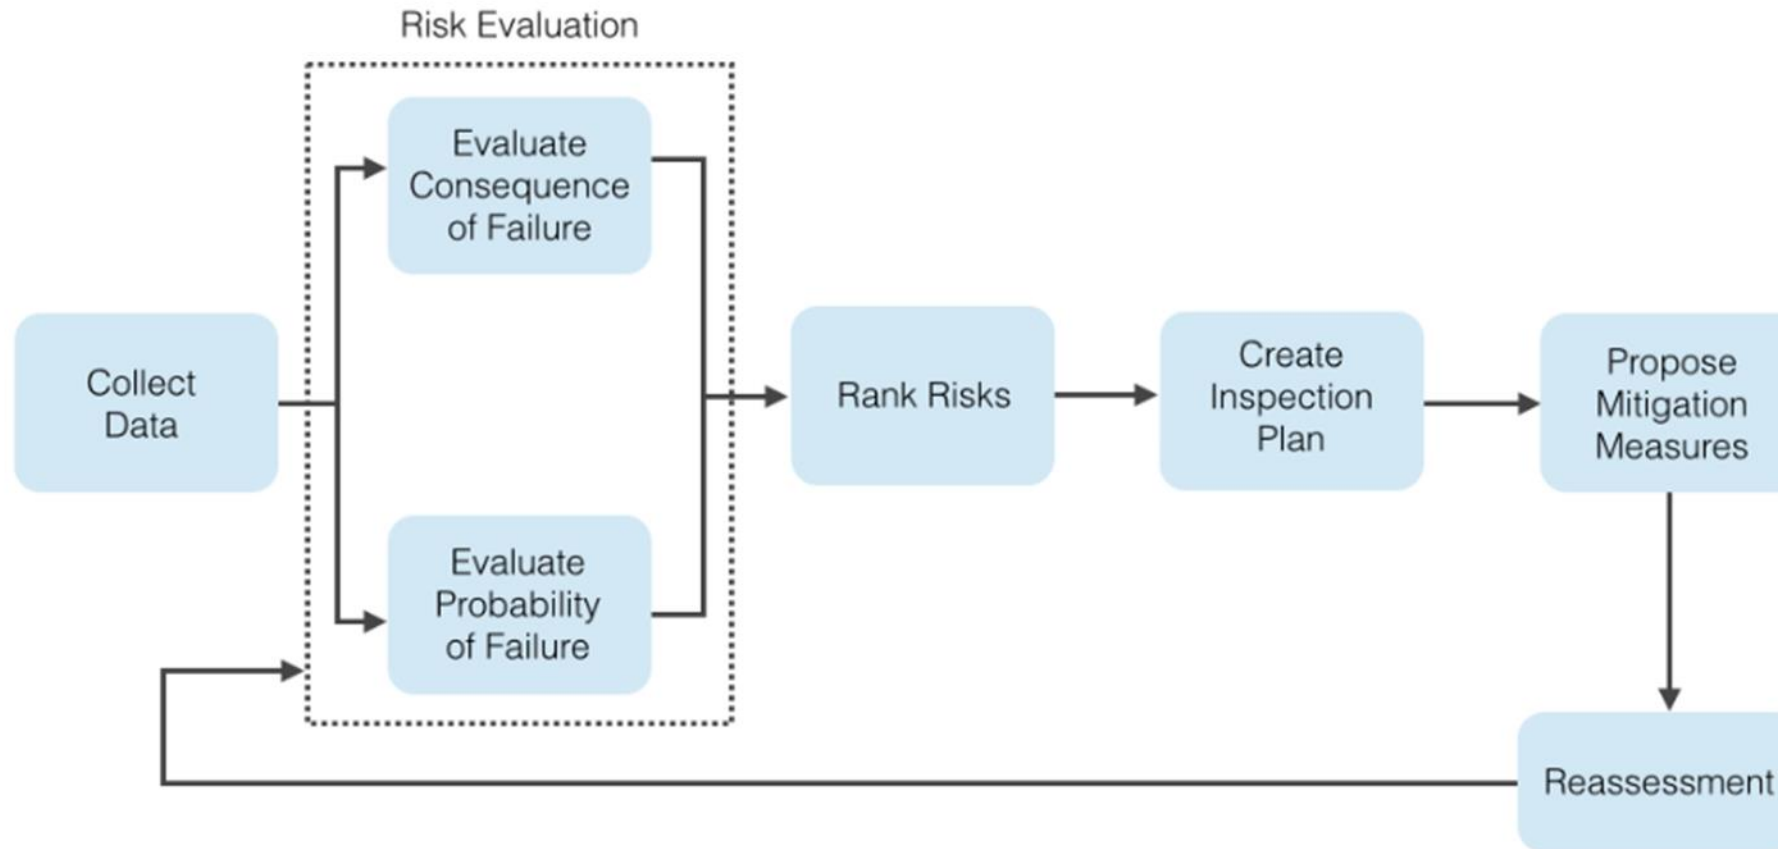 Risk Evaluation
Evaluate
Consequence
of Failure
Collect
Data
Evaluate
Probability
of Failure
Rank Risks
Create
Inspection
Plan
Propose
Mitigation
Measures
Reassessment